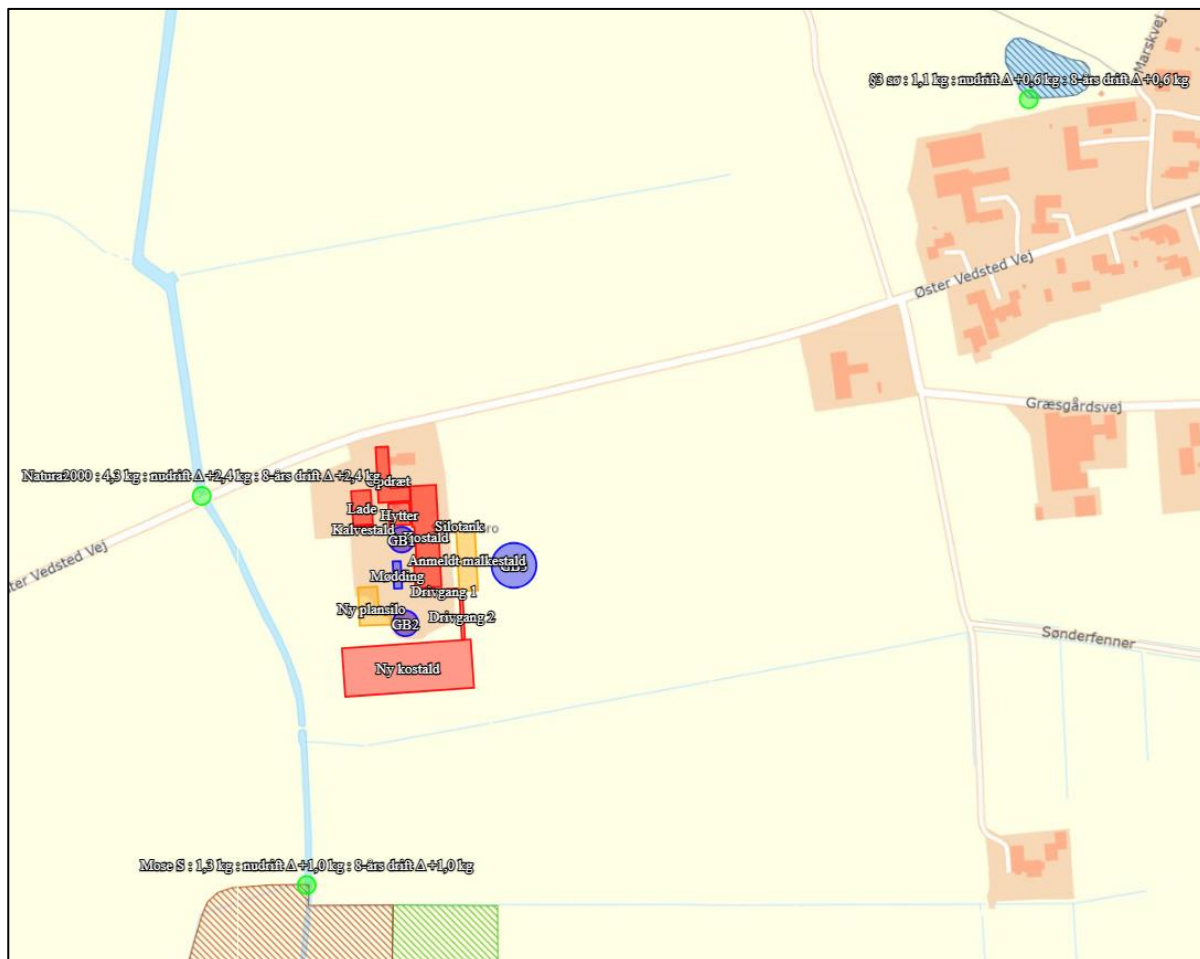 Marskvej
§3 sø : 1,1 kg : nudrift Δ +0,6 kg : 8-års drift Δ +0,6 kg
Øster Vedsted Vej
Græsgårdsvej
Natura2000 : 4,3 kg : nudrift Δ +2,4 kg : 8-års drift Δ +2,4 kg
Opdræt
Lade
Hytter
Silotank
Kalvestald
Kostald
GB1
ster Vedsted Vej
Anmeldt malkestald
GB3
Mødding
Drivgang 1
Ny plansilo
Drivgang 2
GB2
Sønderfenner
Ny kostald
Mose S : 1,3 kg : nudrift Δ +1,0 kg : 8-års drift Δ +1,0 kg